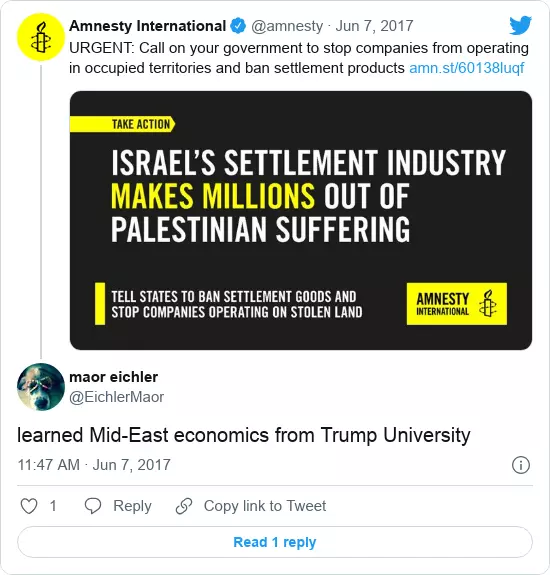 Amnesty International @amnesty · Jun 7, 2017
URGENT: Call on your government to stop companies from operating
in occupied territories and ban settlement products amn.st/60138luqf
TAKE ACTION
ISRAEL'S SETTLEMENT INDUSTRY
MAKES MILLIONS OUT OF
PALESTINIAN SUFFERING
TELL STATES TO BAN SETTLEMENT GOODS AND
STOP COMPANIES OPERATING ON STOLEN LAND
AMNESTY
INTERNATIONAL
maor eichler
@EichlerMaor
learned Mid-East economics from Trump University
11:47 AM · Jun 7, 2017
1 Reply Copy link to Tweet
Read 1 reply